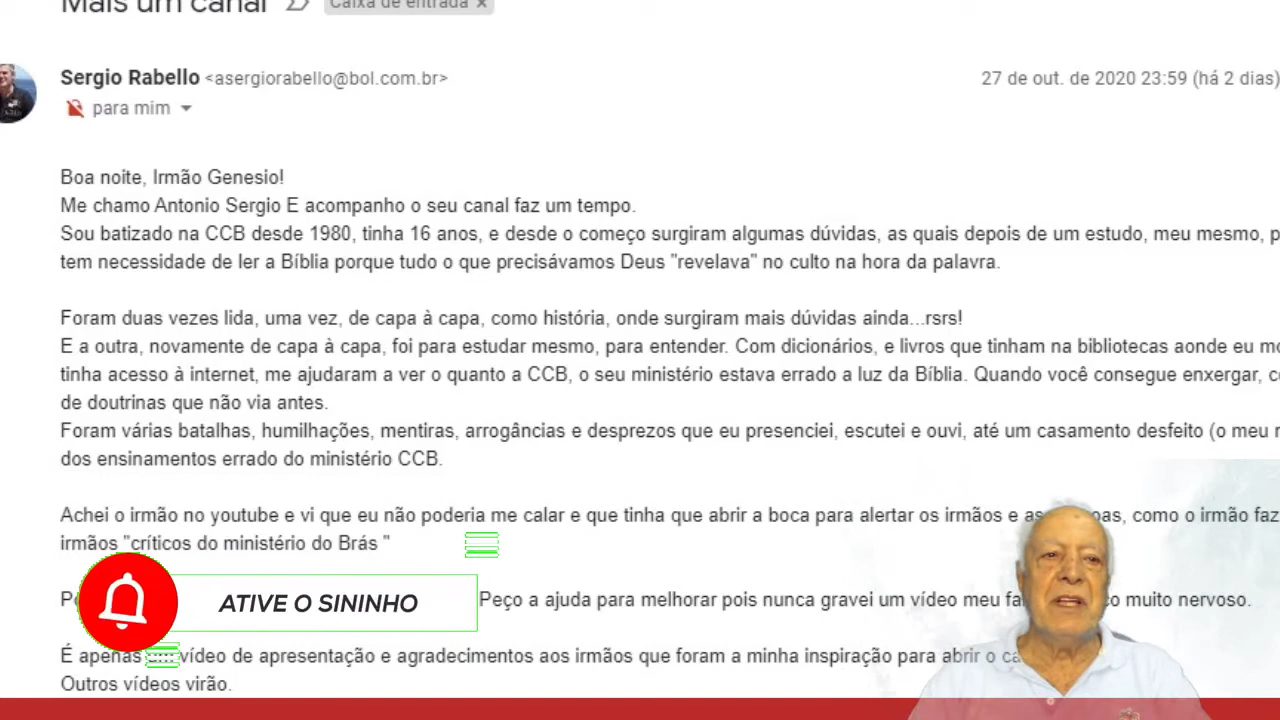 Mais um canal Caixa de entrada ×
Sergio Rabello <asergiorabello@bol.com.br> 27 de out. de 2020 23:59 (há 2 dias)
para mim
Boa noite, Irmão Genesio!
Me chamo Antonio Sergio E acompanho o seu canal faz um tempo.
Sou batizado na CCB desde 1980, tinha 16 anos, e desde o começo surgiram algumas dúvidas, as quais depois de um estudo, meu mesmo,
tem necessidade de ler a Bíblia porque tudo o que precisávamos Deus "revelava" no culto na hora da palavra.
Foram duas vezes lida, uma vez, de capa à capa, como história, onde surgiram mais dúvidas ainda...rsrs!
E a outra, novamente de capa à capa, foi para estudar mesmo, para entender. Com dicionários, e livros que tinham na bibliotecas aonde eu
tinha acesso à internet, me ajudaram a ver o quanto a CCB, o seu ministério estava errado a luz da Bíblia. Quando você consegue enxergar,
de doutrinas que não via antes.
Foram várias batalhas, humilhações, mentiras, arrogâncias e desprezos que eu presenciei, escutei e ouvi, até um casamento desfeito (o meu
dos ensinamentos errado do ministério CCB.
Achei o irmão no youtube e vi que eu não poderia me calar e que tinha que abrir a boca para alertar os irmãos e como o irmão faz
irmãos "críticos do ministério do Brás "
ATIVE O SININHO
Peço a ajuda para melhorar pois nunca gravei um vídeo meu muito nervoso.
É apenas vídeo de apresentação e agradecimentos aos irmãos que foram a minha inspiração para abrir o
Outros vídeos virão.